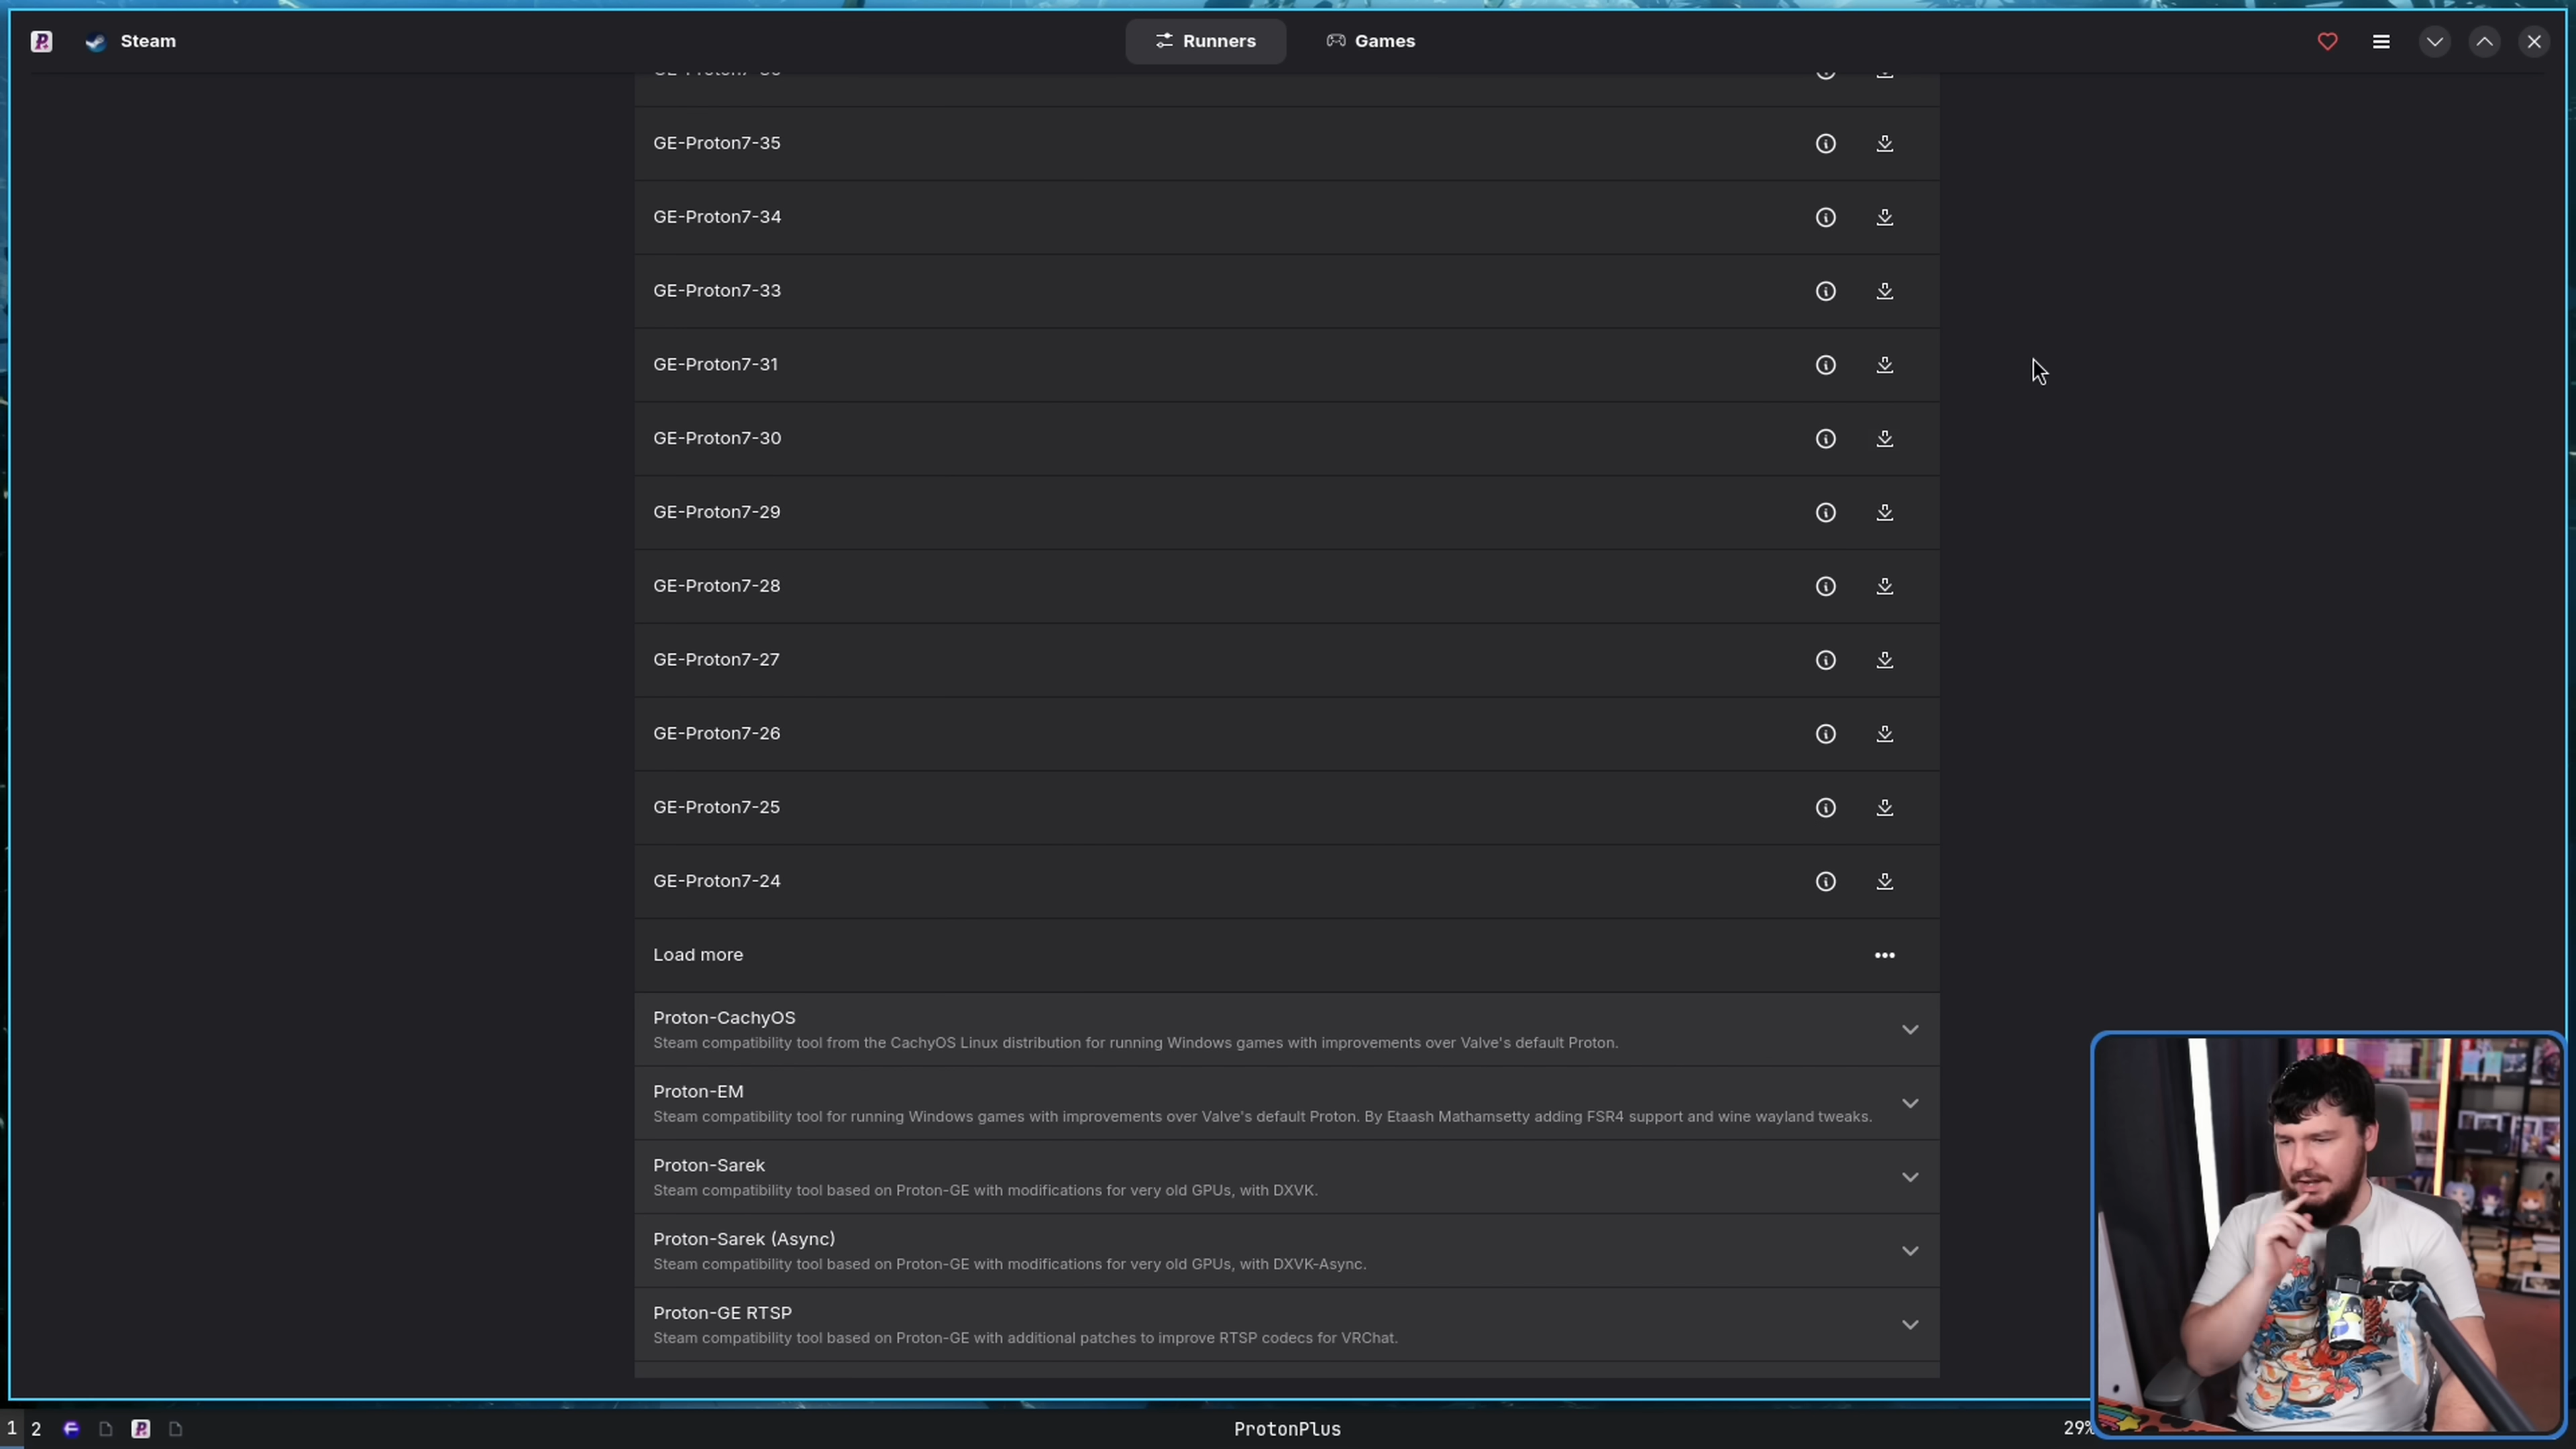 Steam
Runners
Games
GE-Proton7-35
GE-Proton7-34
GE-Proton7-33
GE-Proton7-31
GE-Proton7-30
GE-Proton7-29
GE-Proton7-28
GE-Proton7-27
GE-Proton7-26
GE-Proton7-25
GE-Proton7-24
Load more
Proton-CachyOS
Steam compatibility tool from the CachyOS Linux distribution for running Windows games with improvements over Valve's default Proton.
Proton-EM
Steam compatibility tool for running Windows games with improvements over Valve's default Proton. By Etaash Mathamsetty adding FSR4 support and wine wayland tweaks.
Proton-Sarek
Steam compatibility tool based on Proton-GE with modifications for very old GPUs, with DXVK.
Proton-Sarek (Async)
Steam compatibility tool based on Proton-GE with modifications for very old GPUs, with DXVK-Async.
Proton-GE RTSP
Steam compatibility tool based on Proton-GE with additional patches to improve RTSP codecs for VRChat.
1 2 ProtonPlus 29%